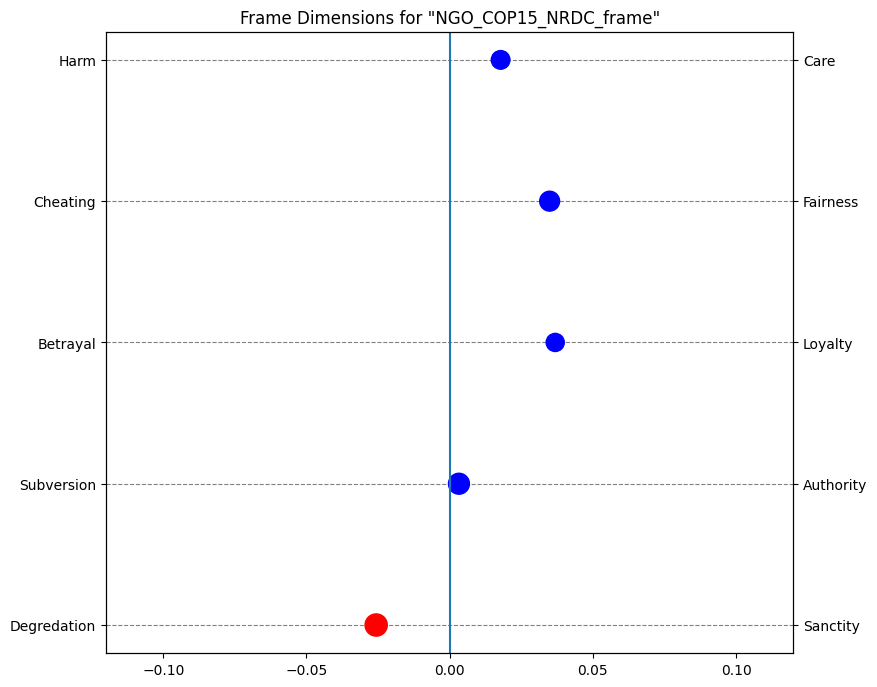 Frame Dimensions for "NGO_COP15_NRDC_frame"
Harm Care
Cheating Fairness
Betrayal Loyalty
Subversion Authority
Degredation Sanctity
−0.10 −0.05 0.00 0.05 0.10